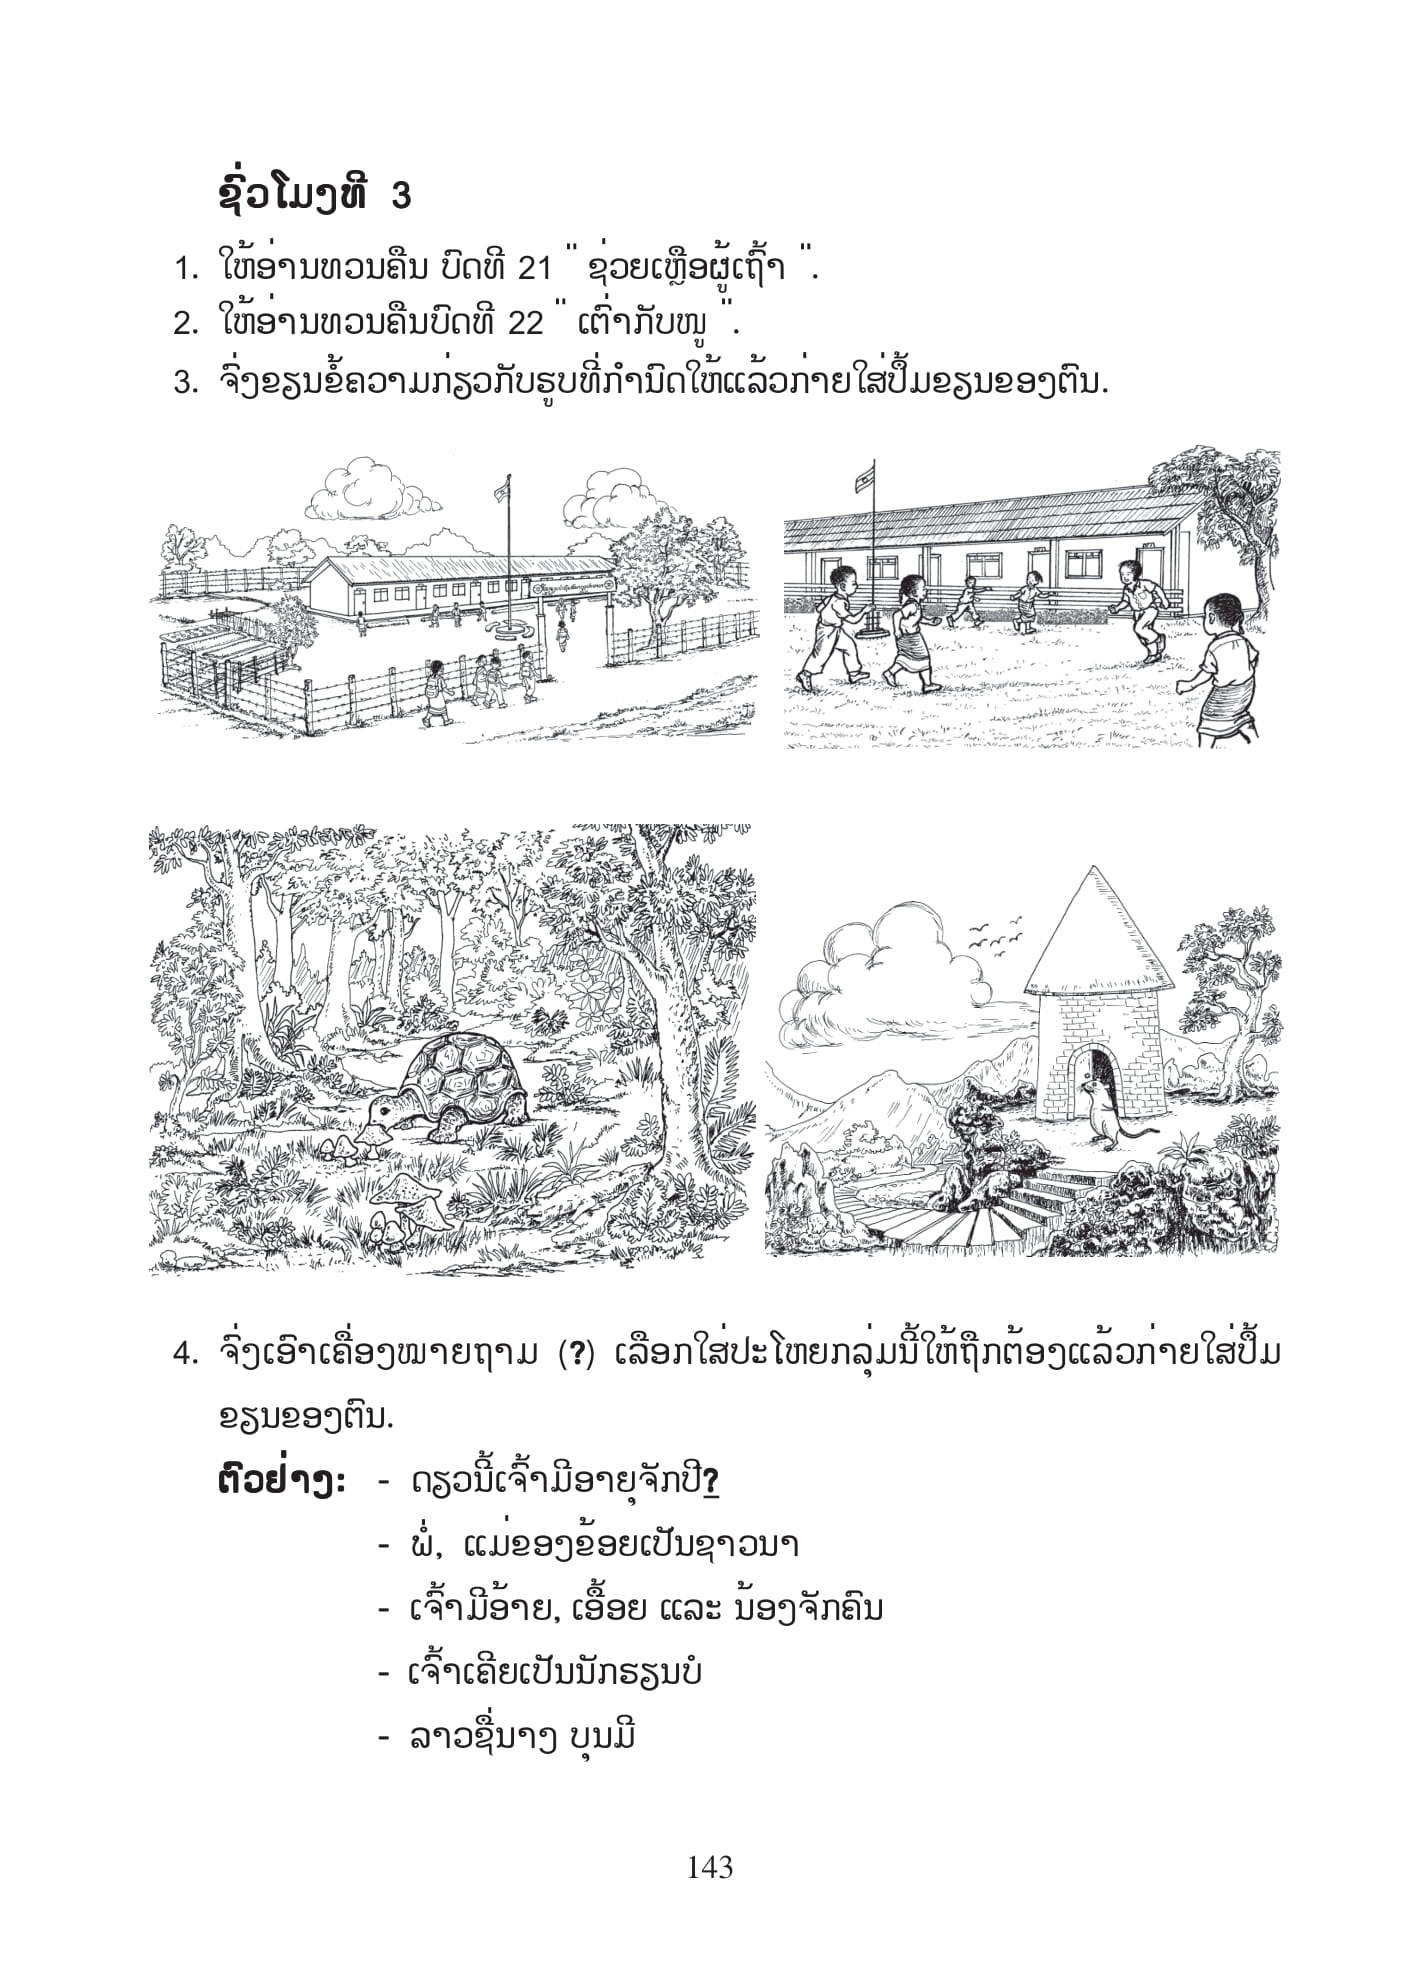 ຊົ່ວໂມງທີ 3
1. ໃຫ້ອ່ານທວນຄືນ ບົດທີ 21 " ຊ່ວຍເຫຼືອຜູ້ເຖົ້າ ".
2. ໃຫ້ອ່ານທວນຄືນບົດທີ 22 " ເຕົ່າກັບໜູ ".
3. ຈົ່ງຂຽນຂໍ້ຄວາມກ່ຽວກັບຮູບທີ່ກຳນົດໃຫ້ແລ້ວກ່າຍໃສ່ປຶ້ມຂຽນຂອງຕົນ.
4. ຈົ່ງເອົາເຄື່ອງໝາຍຖາມ (?) ເລືອກໃສ່ປະໂຫຍກລຸ່ມນີ້ໃຫ້ຖືກຕ້ອງແລ້ວກ່າຍໃສ່ປຶ້ມ
ຂຽນຂອງຕົນ.
ຕົວຢ່າງ: - ດຽວນີ້ເຈົ້າມີອາຍຸຈັກປີ?
- ພໍ່, ແມ່ຂອງຂ້ອຍເປັນຊາວນາ
- ເຈົ້າມີອ້າຍ, ເອື້ອຍ ແລະ ນ້ອງຈັກຄົນ
- ເຈົ້າເຄີຍເປັນນັກຮຽນບໍ
- ລາວຊື່ນາງ ບຸນມີ
143